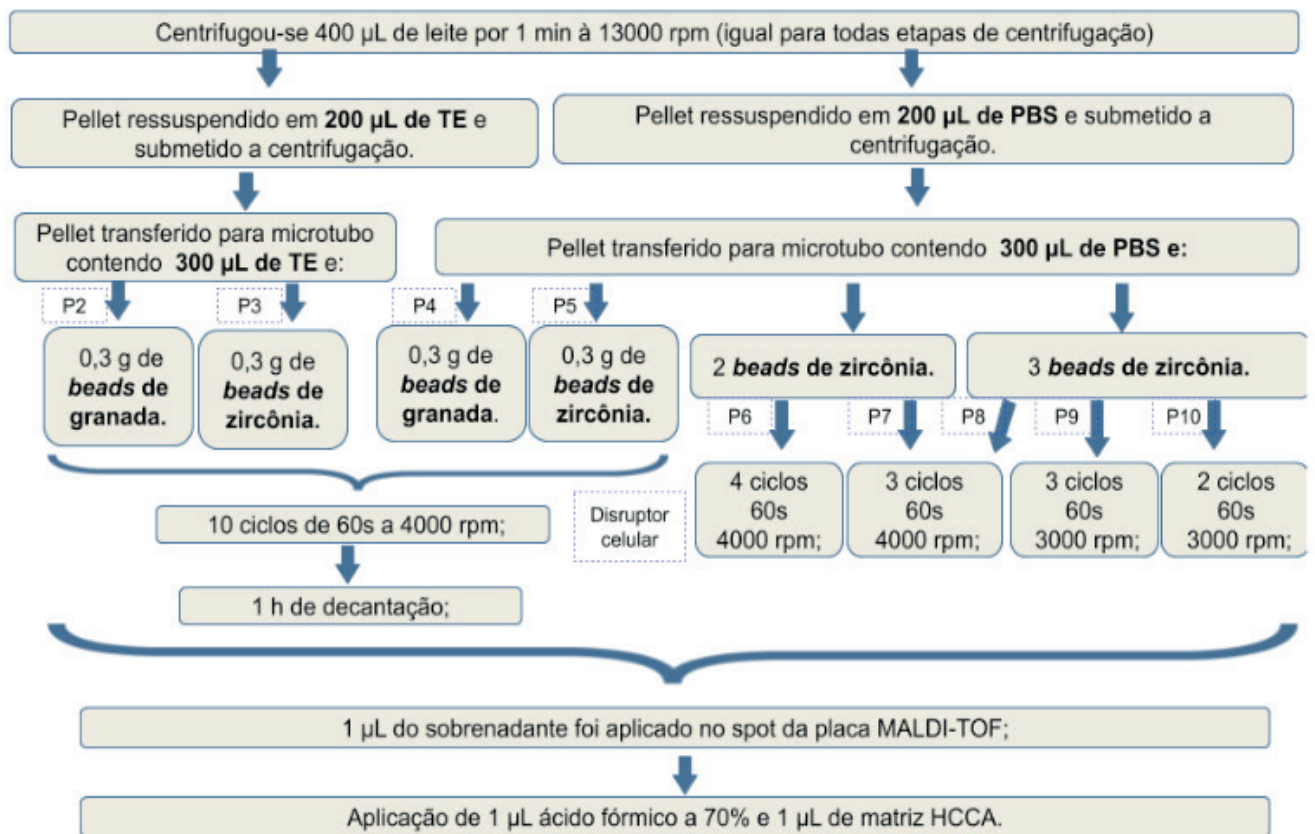 Centrifugou-se 400 µL de leite por 1 min à 13000 rpm (igual para todas etapas de centrifugação)
Pellet ressuspendido em 200 µL de TE e
submetido a centrifugação.
Pellet ressuspendido em 200 µL de PBS e submetido a
centrifugação.
Pellet transferido para microtubo
contendo 300 µL de TE e:
Pellet transferido para microtubo contendo 300 µL de PBS e:
P2
P3
P4
P5
0,3 g de
beads de
granada.
0,3 g de
beads de
zircônia.
0,3 g de
beads de
granada.
0,3 g de
beads de
zircônia.
2 beads de zircônia.
3 beads de zircônia.
P6
P7
P8
P9
P10
10 ciclos de 60s a 4000 rpm;
Disruptor
celular
4 ciclos
60s
4000 rpm;
3 ciclos
60s
4000 rpm;
3 ciclos
60s
3000 rpm;
2 ciclos
60s
3000 rpm;
1 h de decantação;
1 µL do sobrenadante foi aplicado no spot da placa MALDI-TOF;
Aplicação de 1 µL ácido fórmico a 70% e 1 µL de matriz HCCA.